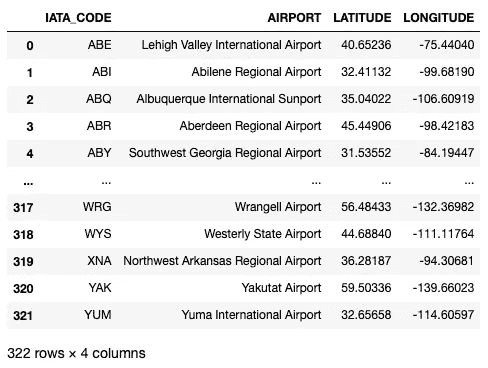 IATA_CODE AIRPORT LATITUDE LONGITUDE
0 ABE Lehigh Valley International Airport 40.65236 -75.44040
1 ABI Abilene Regional Airport 32.41132 -99.68190
2 ABQ Albuquerque International Sunport 35.04022 -106.60919
3 ABR Aberdeen Regional Airport 45.44906 -98.42183
4 ABY Southwest Georgia Regional Airport 31.53552 -84.19447
... ... ... ... ...
317 WRG Wrangell Airport 56.48433 -132.36982
318 WYS Westerly State Airport 44.68840 -111.11764
319 XNA Northwest Arkansas Regional Airport 36.28187 -94.30681
320 YAK Yakutat Airport 59.50336 -139.66023
321 YUM Yuma International Airport 32.65658 -114.60597
322 rows × 4 columns